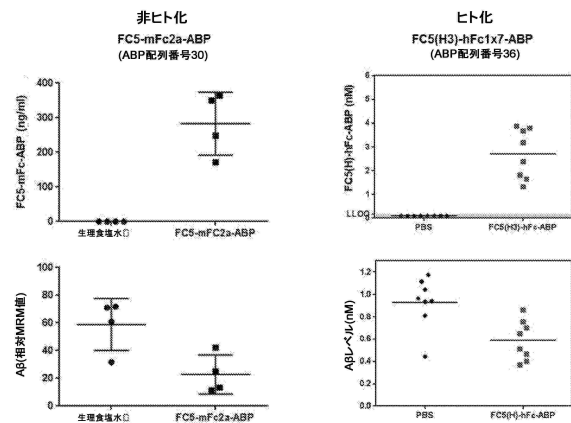 非ヒト化
FC5-mFc2a-ABP
(ABP配列番号30)
FC5-mFc-ABP (ng/ml)
400
300
200
100
0
生理食塩水
FC5-mFC2a-ABP
Aβ(相対MRM値)
100
80
60
40
20
0
生理食塩水
FC5-mFC2a-ABP
ヒト化
FC5(H3)-hFc1x7-ABP
(ABP配列番号36)
FC5(H)-hFc-ABP (nM)
6
5
4
3
2
1
LLOQ
0
PBS
FC5(H3)-hFc-ABP
Aβレベル(nM)
1.2
1.0
0.8
0.6
0.4
0.2
0.0
PBS
FC5(H)-hFc-ABP